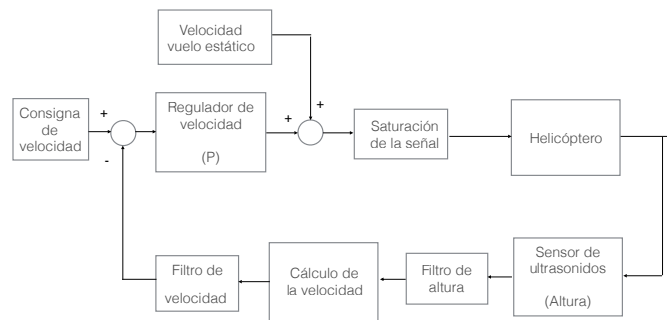 Velocidad
vuelo estático
Consigna
de
velocidad
+
-
Regulador de
velocidad
(P)
+
+
Saturación
de la señal
Helicóptero
Filtro de
velocidad
Cálculo de
la velocidad
Filtro de
altura
Sensor de
ultrasonidos
(Altura)